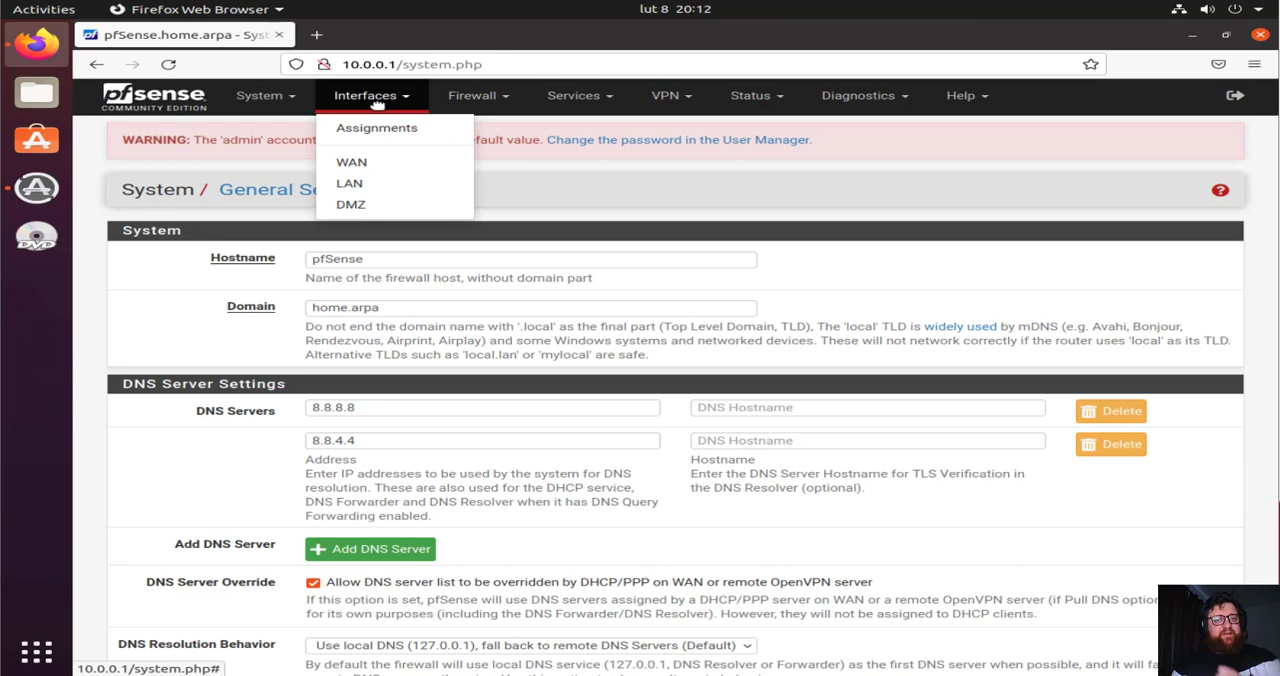 Activities
Firefox Web Browser
lut 8 20:12
pfSense.home.arpa - Syst
10.0.0.1/system.php
pfsense
COMMUNITY EDITION
System
Interfaces
Firewall
Services
VPN
Status
Diagnostics
Help
WARNING: The 'admin' account
fault value. Change the password in the User Manager.
Assignments
WAN
LAN
DMZ
System / General Se
System
Hostname
pfSense
Name of the firewall host, without domain part
Domain
home.arpa
Do not end the domain name with '.local' as the final part (Top Level Domain, TLD), The 'local' TLD is widely used by mDNS (e.g. Avahi, Bonjour,
Rendezvous, Airprint, Airplay) and some Windows systems and networked devices. These will not network correctly if the router uses 'local' as its TLD.
Alternative TLDs such as 'local.lan' or 'mylocal' are safe.
DNS Server Settings
DNS Servers
8.8.8.8
DNS Hostname
Delete
8.8.4.4
DNS Hostname
Delete
Address
Enter IP addresses to be used by the system for DNS
resolution. These are also used for the DHCP service,
DNS Forwarder and DNS Resolver when it has DNS Query
Forwarding enabled.
Hostname
Enter the DNS Server Hostname for TLS Verification in
the DNS Resolver (optional).
Add DNS Server
Add DNS Server
DNS Server Override
Allow DNS server list to be overridden by DHCP/PPP on WAN or remote OpenVPN server
If this option is set, pfSense will use DNS servers assigned by a DHCP/PPP server on WAN or a remote OpenVPN server (if Pull DNS option
for its own purposes (including the DNS Forwarder/DNS Resolver). However, they will not be assigned to DHCP clients.
DNS Resolution Behavior
Use local DNS (127.0.0.1), fall back to remote DNS Servers (Default)
By default the firewall will use local DNS service (127.0.0.1, DNS Resolver or Forwarder) as the first DNS server when possible, and it will fa
10.0.0.1/system.php#
DVD